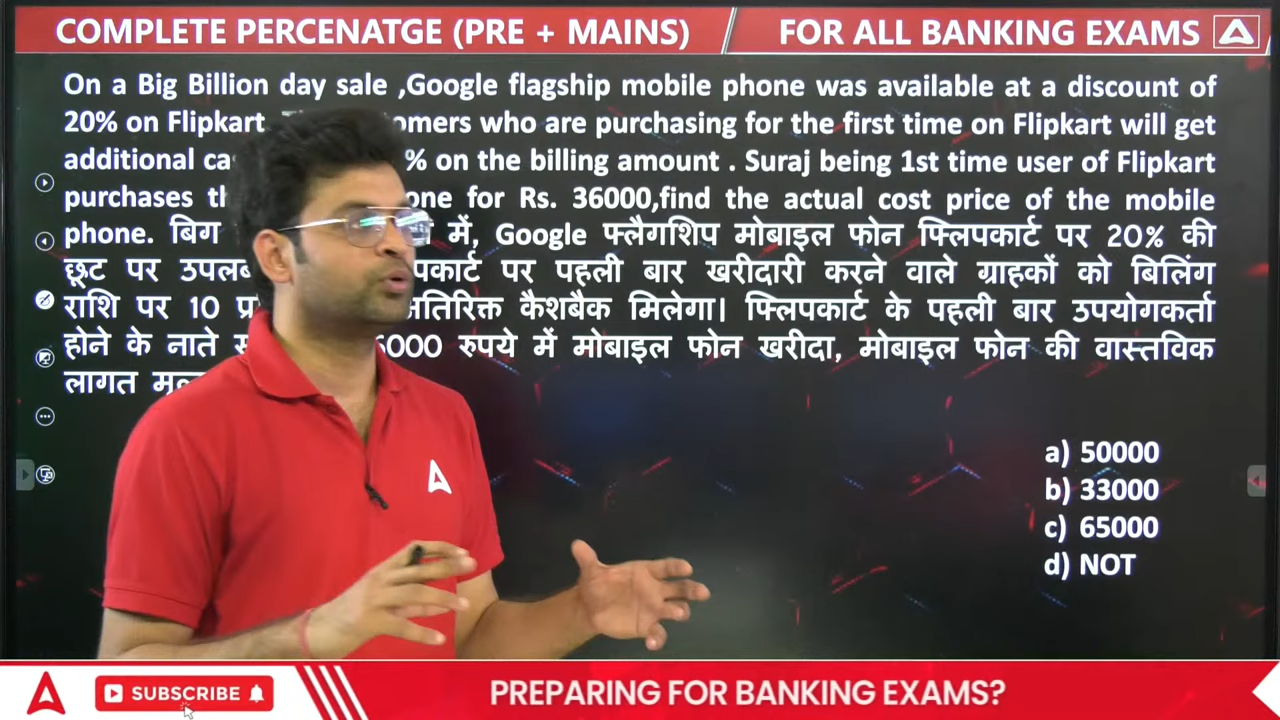 COMPLETE PERCENATGE (PRE + MAINS) FOR ALL BANKING EXAMS
On a Big Billion day sale ,Google flagship mobile phone was available at a discount of
20% on Flipkart omers who are purchasing for the first time on Flipkart will get
additional % on the billing amount . Suraj being 1st time user of Flipkart
purchases one for Rs. 36000,find the actual cost price of the mobile
phone. बिग में, Google फ्लैगशिप मोबाइल फोन फ्लिपकार्ट पर 20% की
छूट पर पकार्ट पर पहली बार खरीदारी करने वाले ग्राहकों को बिलिंग
राशि पर 10 अतिरिक्त कैशबैक मिलेगा। फ्लिपकार्ट के पहली बार उपयोगकर्ता
होने के नाते 6000 रुपये में मोबाइल फोन खरीदा, मोबाइल फोन की वास्तविक
लागत
a) 50000
b) 33000
c) 65000
d) NOT
SUBSCRIBE
PREPARING FOR BANKING EXAMS?